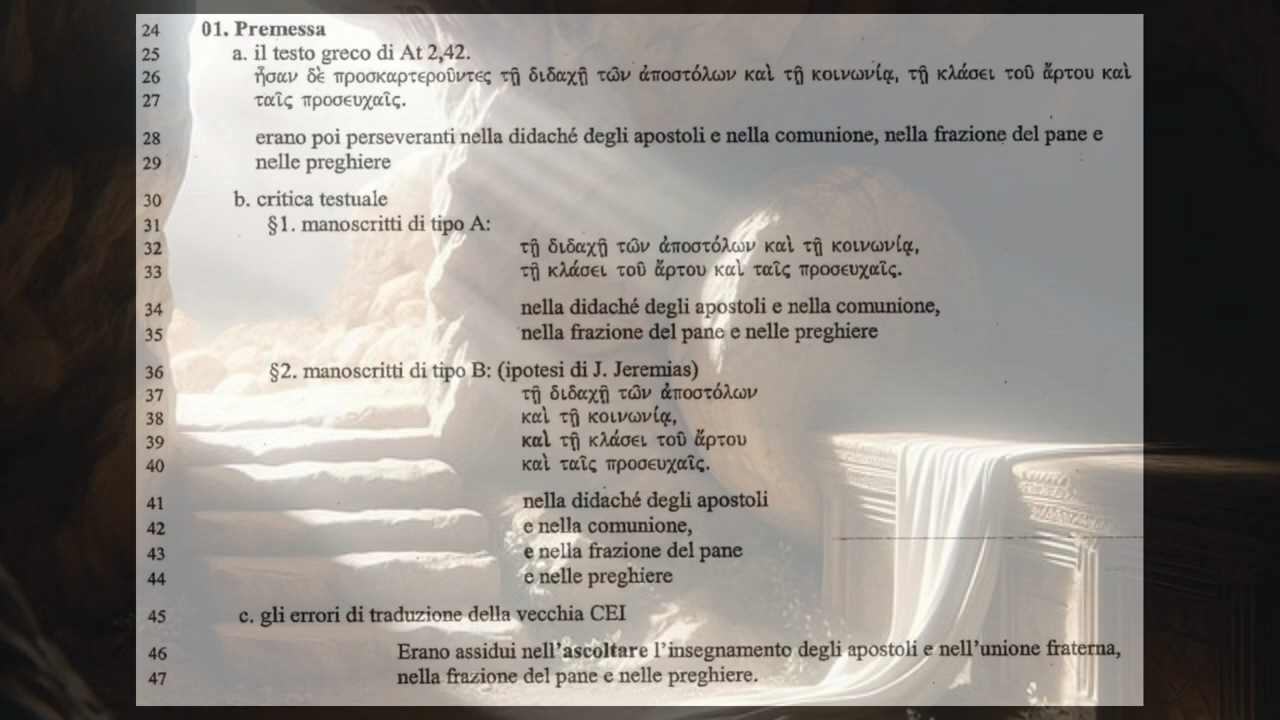 24 01. Premessa
25 a. il testo greco di At 2,42.
26 ἦσαν δὲ προσκαρτεροῦντες τῇ διδαχῇ τῶν ἀποστόλων καὶ τῇ κοινωνίᾳ, τῇ κλάσει τοῦ ἄρτου καὶ
27 ταῖς προσευχαῖς.
28 erano poi perseveranti nella didaché degli apostoli e nella comunione, nella frazione del pane e
29 nelle preghiere
30 b. critica testuale
31 §1. manoscritti di tipo A:
32 τῇ διδαχῇ τῶν ἀποστόλων καὶ τῇ κοινωνίᾳ,
33 τῇ κλάσει τοῦ ἄρτου καὶ ταῖς προσευχαῖς.
34 nella didaché degli apostoli e nella comunione,
35 nella frazione del pane e nelle preghiere
36 §2. manoscritti di tipo B: (ipotesi di J. Jeremias)
37 τῇ διδαχῇ τῶν ἀποστόλων
38 καὶ τῇ κοινωνίᾳ,
39 καὶ τῇ κλάσει τοῦ ἄρτου
40 καὶ ταῖς προσευχαῖς.
41 nella didaché degli apostoli
42 e nella comunione,
43 e nella frazione del pane
44 e nelle preghiere
45 c. gli errori di traduzione della vecchia CEI
46 Erano assidui nell'ascoltare l'insegnamento degli apostoli e nell'unione fraterna,
47 nella frazione del pane e nelle preghiere.